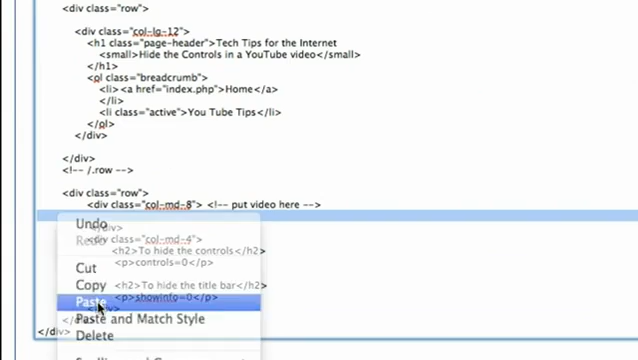 <div class="row">
<div class="col-lg-12">
<h1 class="page-header">Tech Tips for the Internet
<small>Hide the Controls in a YouTube video</small>
</h1>
<ol class="breadcrumb">
<li><a href="index.php">Home</a>
</li>
<li class="active">You Tube Tips</li>
</ol>
</div>
</div>
<!-- /.row -->
<div class="row">
<div class="col-md-8"> <!-- put video here -->
Undo
</div>
Redo
<div class="col-md-4">
<h2>To hide the controls</h2>
<p>controls=0</p>
Cut
Copy
<h2>To hide the title bar</h2>
Paste
<p>showinfo=0</p>
Paste and Match Style
</div>
Delete